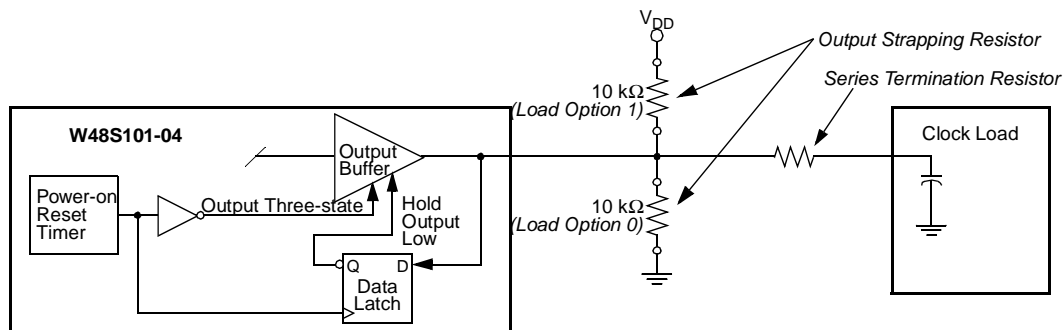 V_DD
Output Strapping Resistor
Series Termination Resistor
10 kΩ
(Load Option 1)
W48S101-04
Clock Load
Output
Buffer
Power-on
Reset
Timer
Output Three-state
Hold
Output
Low
10 kΩ
(Load Option 0)
Q
D
Data
Latch